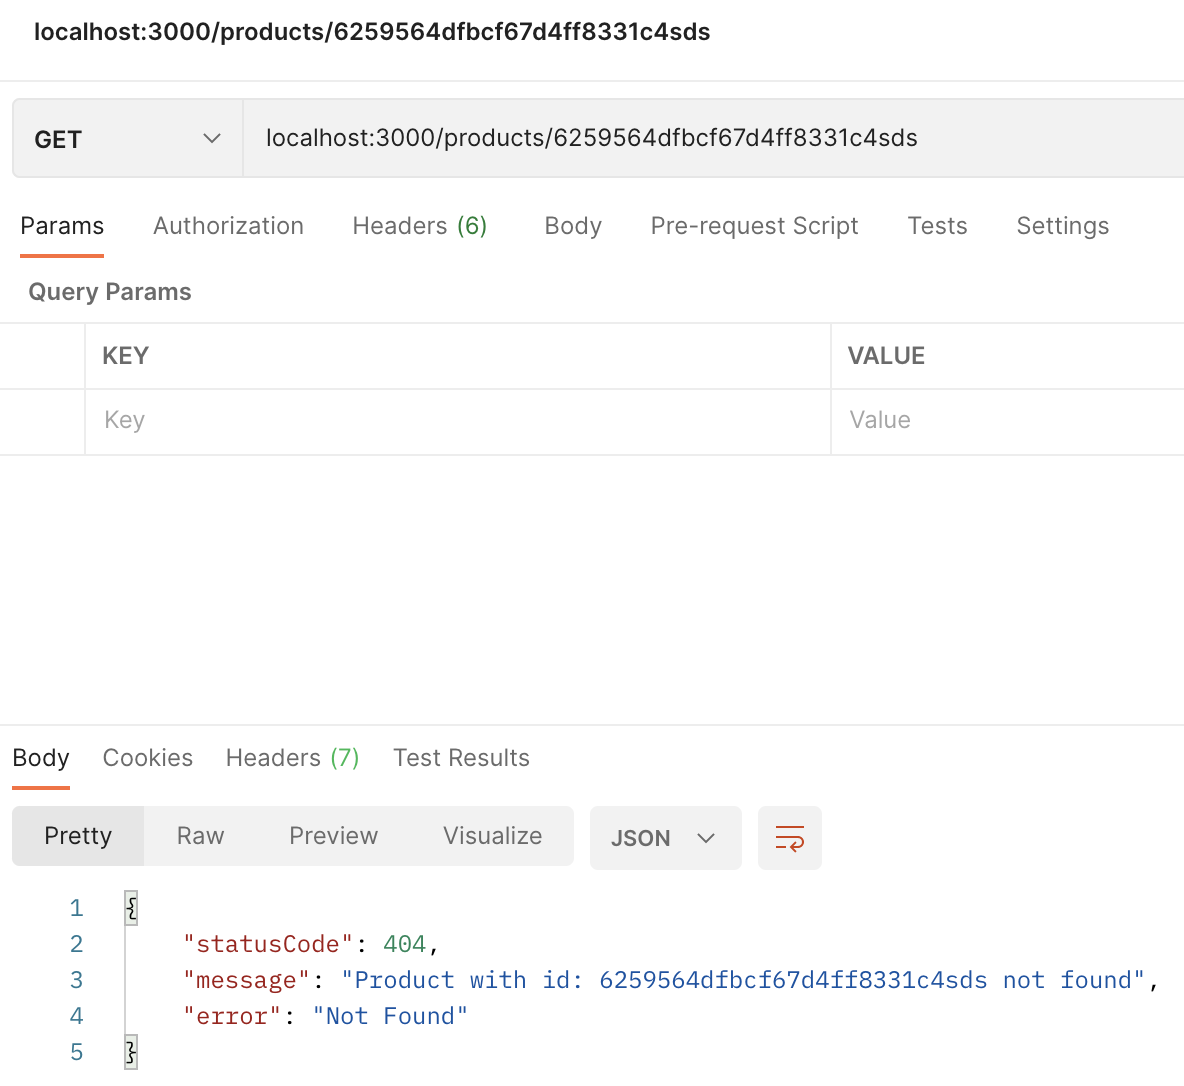 localhost:3000/products/6259564dfbcf67d4ff8331c4sds
GET localhost:3000/products/6259564dfbcf67d4ff8331c4sds
Params Authorization Headers (6) Body Pre-request Script Tests Settings
Query Params
KEY VALUE
Key Value
Body Cookies Headers (7) Test Results
Pretty Raw Preview Visualize JSON
1 {
2 "statusCode": 404,
3 "message": "Product with id: 6259564dfbcf67d4ff8331c4sds not found",
4 "error": "Not Found"
5 }